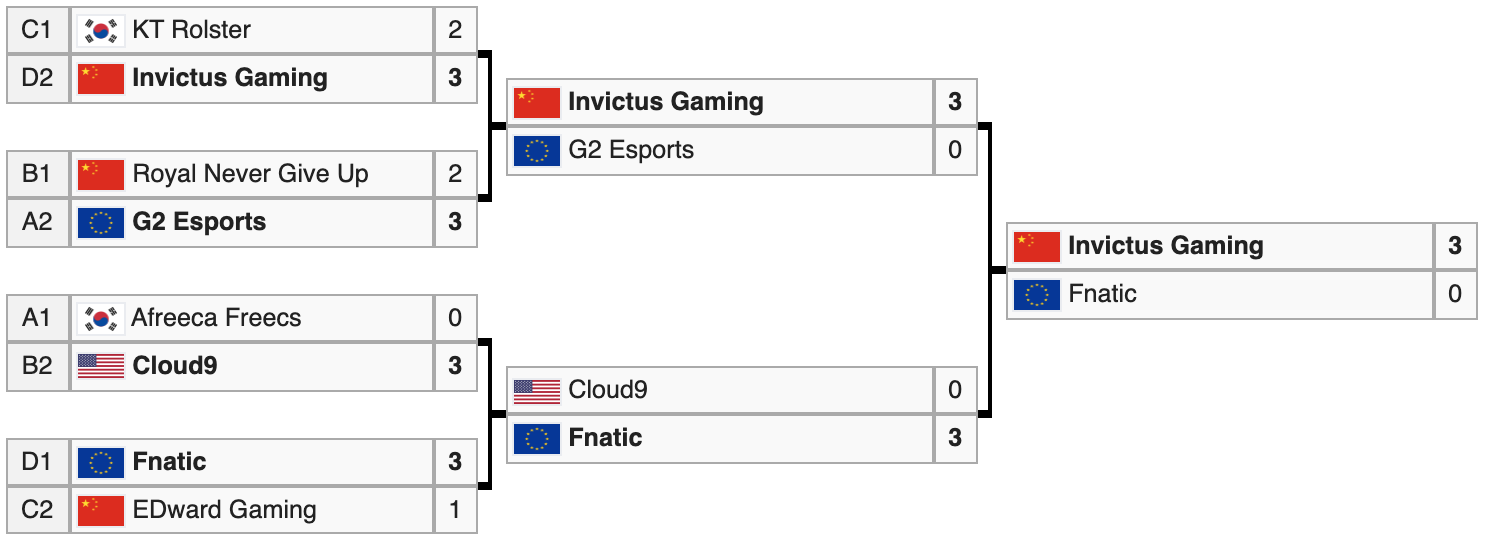 C1 KT Rolster 2
D2 Invictus Gaming 3
B1 Royal Never Give Up 2
A2 G2 Esports 3
A1 Afreeca Freecs 0
B2 Cloud9 3
D1 Fnatic 3
C2 EDward Gaming 1
Invictus Gaming 3
G2 Esports 0
Cloud9 0
Fnatic 3
Invictus Gaming 3
Fnatic 0